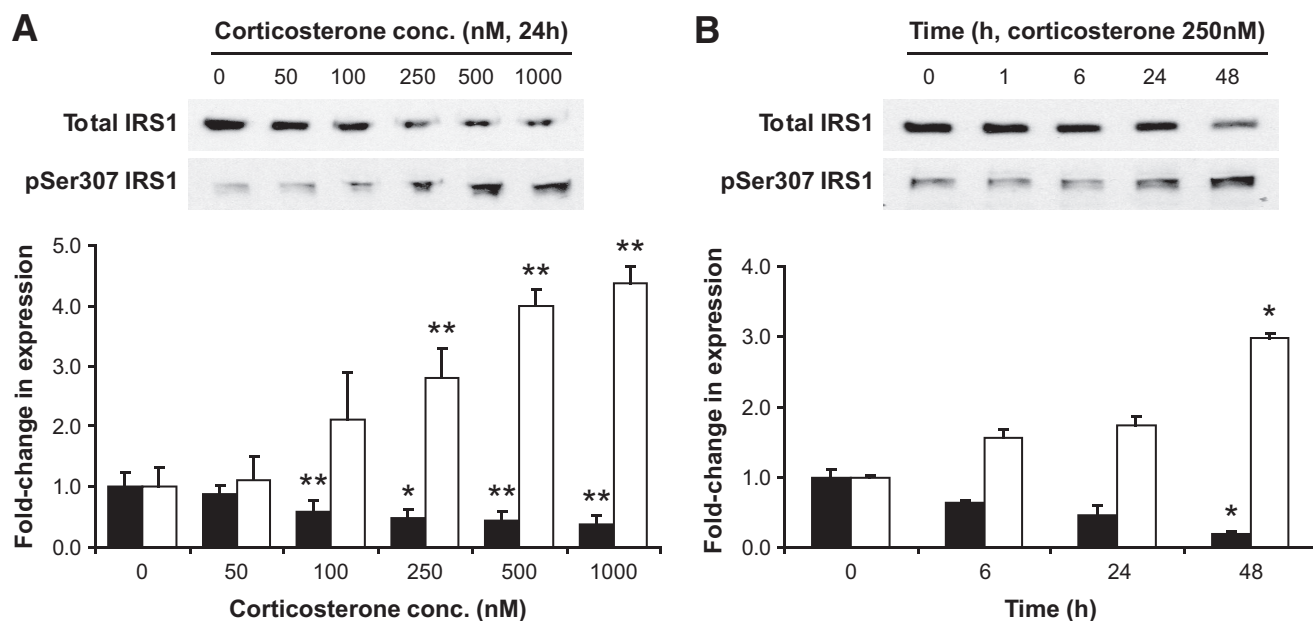 A
Corticosterone conc. (nM, 24h)
0 50 100 250 500 1000
Total IRS1
pSer307 IRS1
Fold-change in expression
5.0
4.0
3.0
2.0
1.0
0.0
** * ** **
** ** **
0 50 100 250 500 1000
Corticosterone conc. (nM)
B
Time (h, corticosterone 250nM)
0 1 6 24 48
Total IRS1
pSer307 IRS1
Fold-change in expression
4.0
3.0
2.0
1.0
0.0
*
*
0 6 24 48
Time (h)